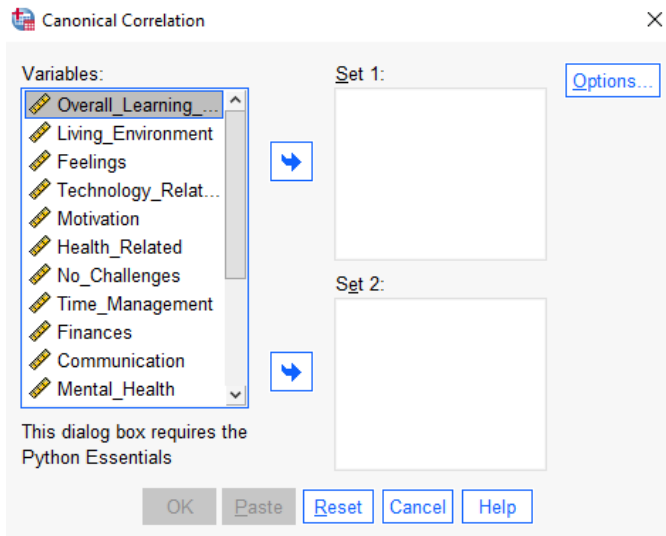 Canonical Correlation
Variables:
Overall_Learning_...
Living_Environment
Feelings
Technology_Relat...
Motivation
Health_Related
No_Challenges
Time_Management
Finances
Communication
Mental_Health
This dialog box requires the
Python Essentials
Set 1:
Set 2:
Options...
OK Paste Reset Cancel Help